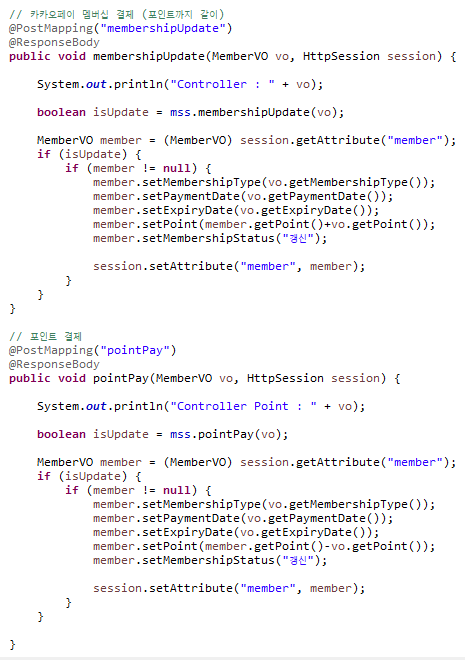 // 카카오페이 멤버십 결제 (포인트까지 같이)
@PostMapping("membershipUpdate")
@ResponseBody
public void membershipUpdate(MemberVO vo, HttpSession session) {
System.out.println("Controller : " + vo);
boolean isUpdate = mss.membershipUpdate(vo);
MemberVO member = (MemberVO) session.getAttribute("member");
if (isUpdate) {
if (member != null) {
member.setMembershipType(vo.getMembershipType());
member.setPaymentDate(vo.getPaymentDate());
member.setExpiryDate(vo.getExpiryDate());
member.setPoint(member.getPoint()+vo.getPoint());
member.setMembershipStatus("갱신");
session.setAttribute("member", member);
}
}
}
// 포인트 결제
@PostMapping("pointPay")
@ResponseBody
public void pointPay(MemberVO vo, HttpSession session) {
System.out.println("Controller Point : " + vo);
boolean isUpdate = mss.pointPay(vo);
MemberVO member = (MemberVO) session.getAttribute("member");
if (isUpdate) {
if (member != null) {
member.setMembershipType(vo.getMembershipType());
member.setPaymentDate(vo.getPaymentDate());
member.setExpiryDate(vo.getExpiryDate());
member.setPoint(member.getPoint()-vo.getPoint());
member.setMembershipStatus("갱신");
session.setAttribute("member", member);
}
}
}